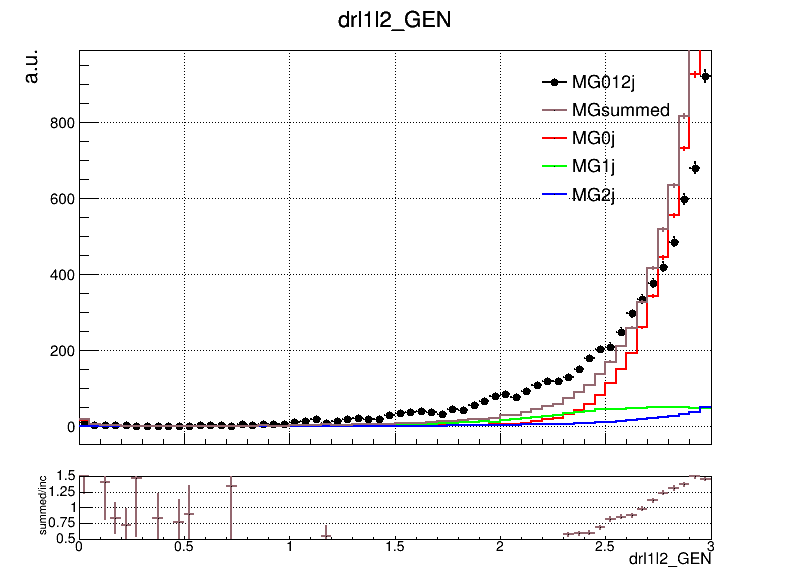 drl1l2_GEN
a.u.
MG012j
MGsummed
MG0j
MG1j
MG2j
800
600
400
200
0
0 0.5 1 1.5 2 2.5 3
summed/inc
1.5
1.25
1
0.75
0.5
drl1l2_GEN